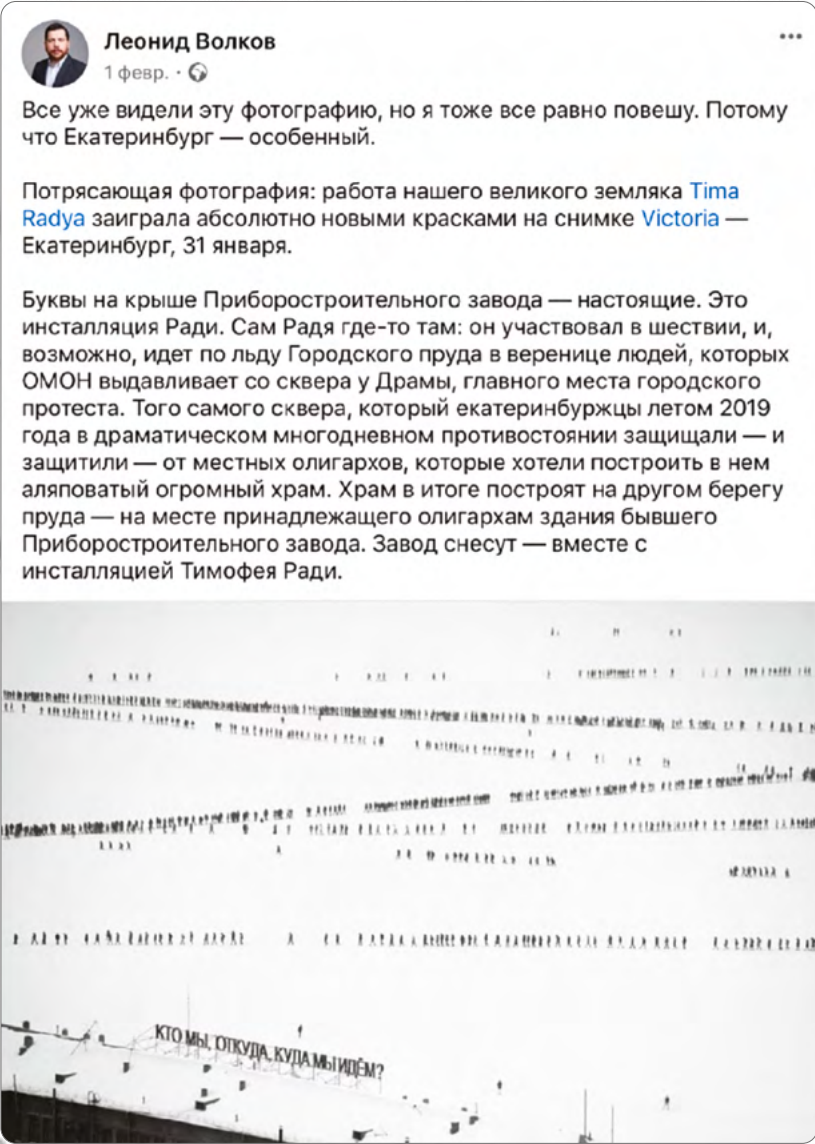 Леонид Волков
1 февр. ·
Все уже видели эту фотографию, но я тоже все равно повешу. Потому
что Екатеринбург — особенный.
Потрясающая фотография: работа нашего великого земляка Tima
Radya заиграла абсолютно новыми красками на снимке Victoria —
Екатеринбург, 31 января.
Буквы на крыше Приборостроительного завода — настоящие. Это
инсталляция Ради. Сам Радя где-то там: он участвовал в шествии, и,
возможно, идет по льду Городского пруда в веренице людей, которых
ОМОН выдавливает со сквера у Драмы, главного места городского
протеста. Того самого сквера, который екатеринбуржцы летом 2019
года в драматическом многодневном противостоянии защищали — и
защитили — от местных олигархов, которые хотели построить в нем
аляповатый огромный храм. Храм в итоге построят на другом берегу
пруда — на месте принадлежащего олигархам здания бывшего
Приборостроительного завода. Завод снесут — вместе с
инсталляцией Тимофея Ради.
КТО МЫ, ОТКУДА, КУДА МЫ ИДЁМ?